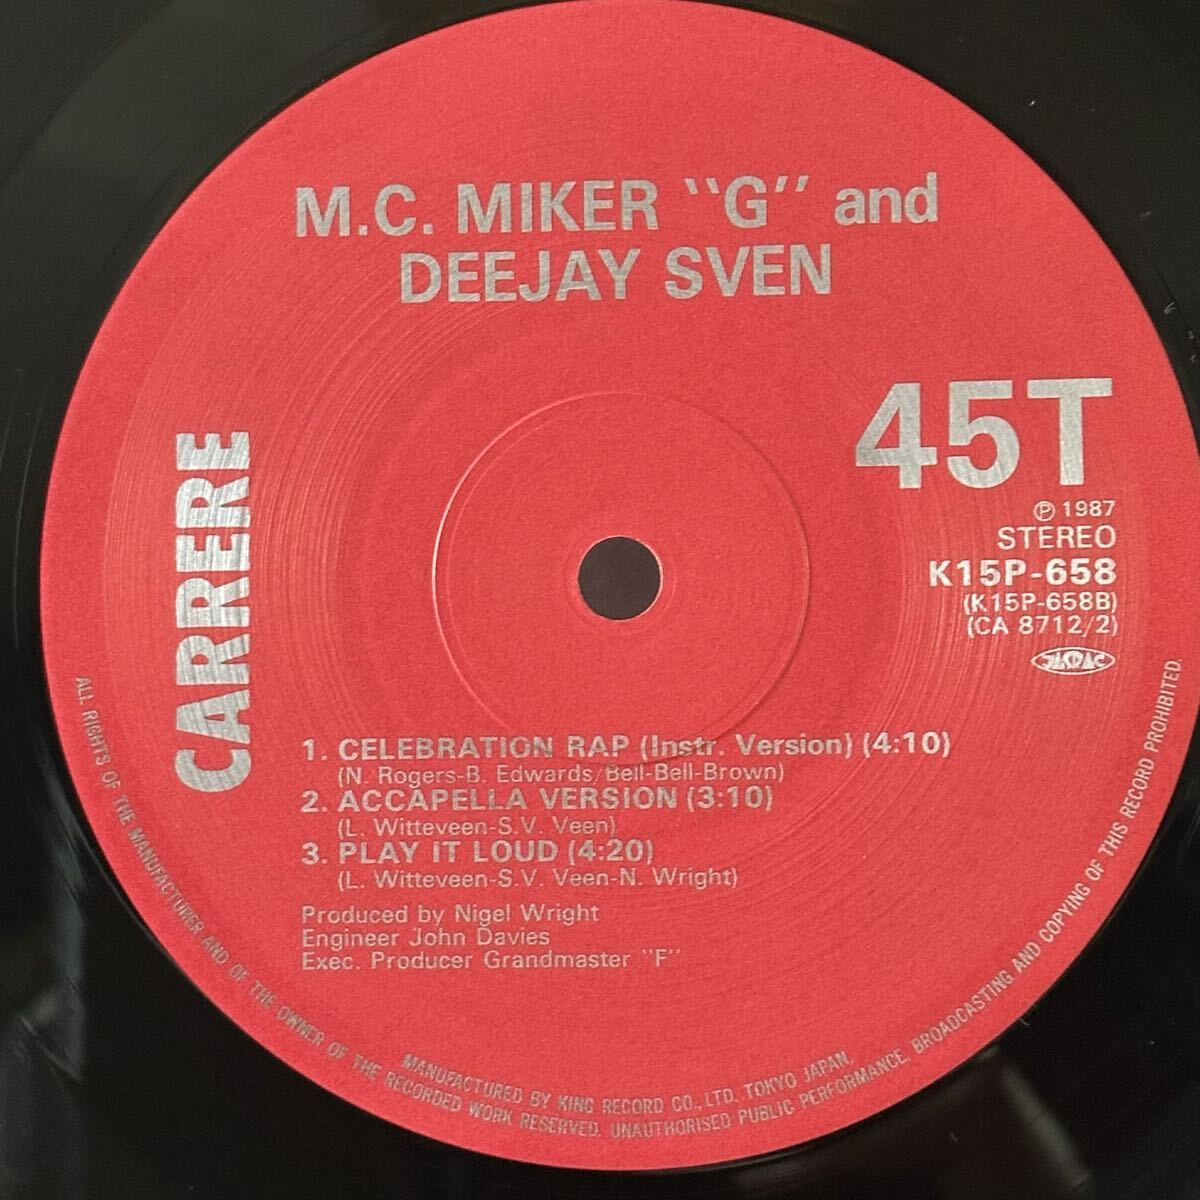 M.C. MIKER "G" and
DEEJAY SVEN
CARRERE
45T
Ⓟ 1987
STEREO
K15P-658
(K15P-658B)
(CA 8712/2)
JASRAC
1. CELEBRATION RAP (Instr. Version) (4:10)
(N. Rogers-B. Edwards/Bell-Bell-Brown)
2. ACCAPELLA VERSION (3:10)
(L. Witteveen-S.V. Veen)
3. PLAY IT LOUD (4:20)
(L. Witteveen-S.V. Veen-N. Wright)
Produced by Nigel Wright
Engineer John Davies
Exec. Producer Grandmaster "F"
MANUFACTURED BY KING RECORD CO., LTD. TOKYO JAPAN.
ALL RIGHTS OF THE MANUFACTURER AND OF THE OWNER OF THE RECORDED WORK RESERVED. UNAUTHORISED PUBLIC PERFORMANCE, BROADCASTING AND COPYING OF THIS RECORD PROHIBITED.